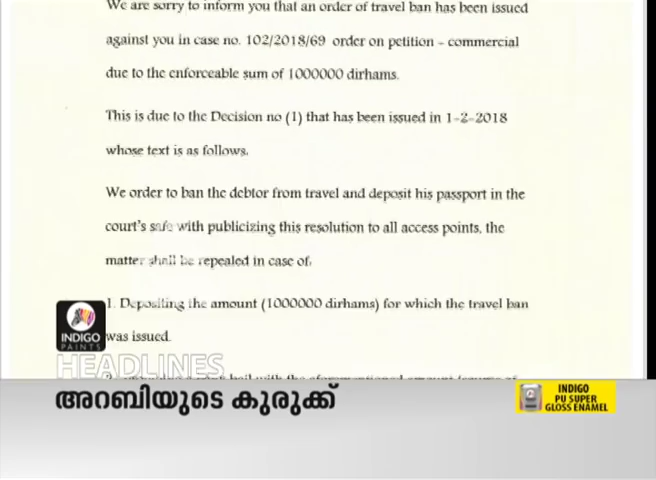 We are sorry to inform you that an order of travel ban has been issued
against you in case no. 102/2018/69 order on petition - commercial
due to the enforceable sum of 1000000 dirhams.
This is due to the Decision no (1) that has been issued in 1-2-2018
whose text is as follows.
We order to ban the debtor from travel and deposit his passport in the
court's safe with publicizing this resolution to all access points, the
matter shall be repealed in case of:
1. Depositing the amount (1000000 dirhams) for which the travel ban
was issued.
INDIGO
PAINTS
HEADLINES
അറബിയുടെ കുരുക്ക്
INDIGO
PU SUPER
GLOSS ENAMEL